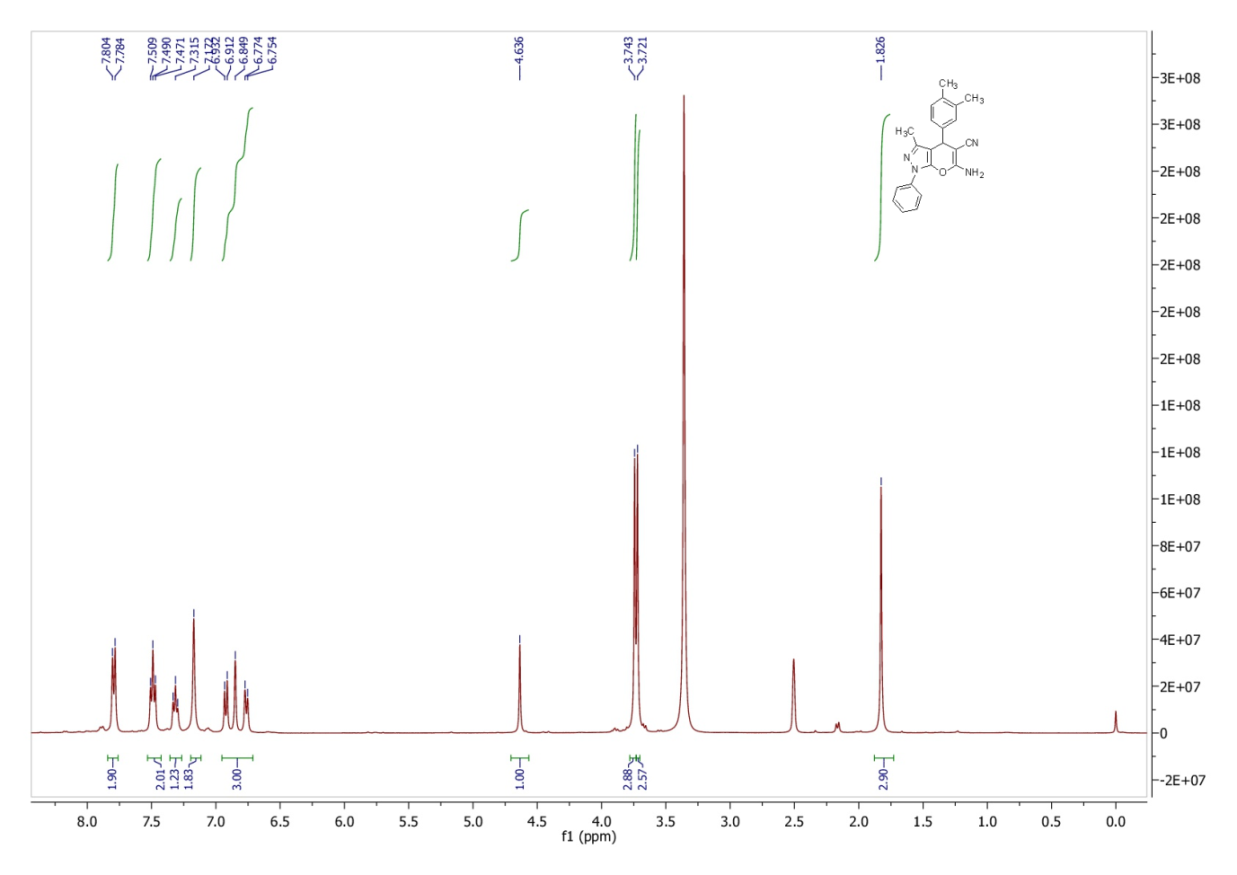 7.804
7.784
7.509
7.490
7.471
7.315
7.172
6.932
6.912
6.849
6.774
6.754
4.636
3.743
3.721
1.826
3E+08
3E+08
2E+08
2E+08
2E+08
2E+08
2E+08
1E+08
1E+08
1E+08
8E+07
6E+07
4E+07
2E+07
0
-2E+07
CH₃
CH₃
H₃C
CN
N
N
O
NH₂
1.90
2.01
1.23
1.83
3.00
1.00
2.88
2.57
2.90
8.0 7.5 7.0 6.5 6.0 5.5 5.0 4.5 4.0 3.5 3.0 2.5 2.0 1.5 1.0 0.5 0.0
f1 (ppm)